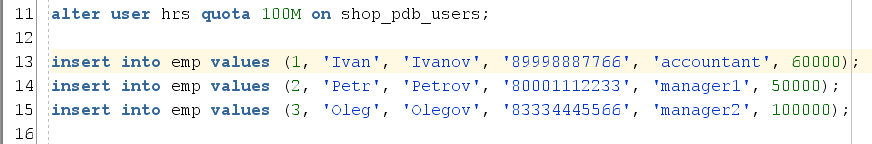 11 alter user hrs quota 100M on shop_pdb_users;
12
13 insert into emp values (1, 'Ivan', 'Ivanov', '89998887766', 'accountant', 60000);
14 insert into emp values (2, 'Petr', 'Petrov', '80001112233', 'manager1', 50000);
15 insert into emp values (3, 'Oleg', 'Olegov', '83334445566', 'manager2', 100000);
16